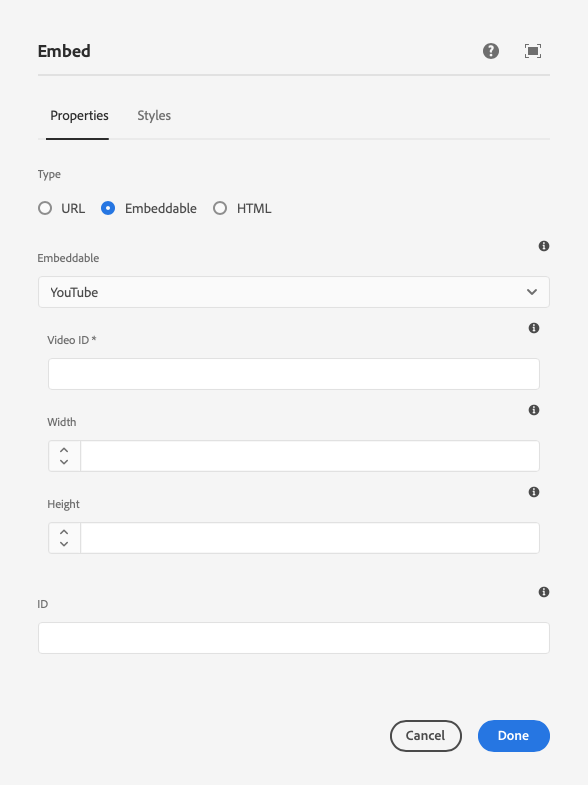 Embed
Properties Styles
Type
URL Embeddable HTML
Embeddable
YouTube
Video ID *
Width
Height
ID
Cancel Done